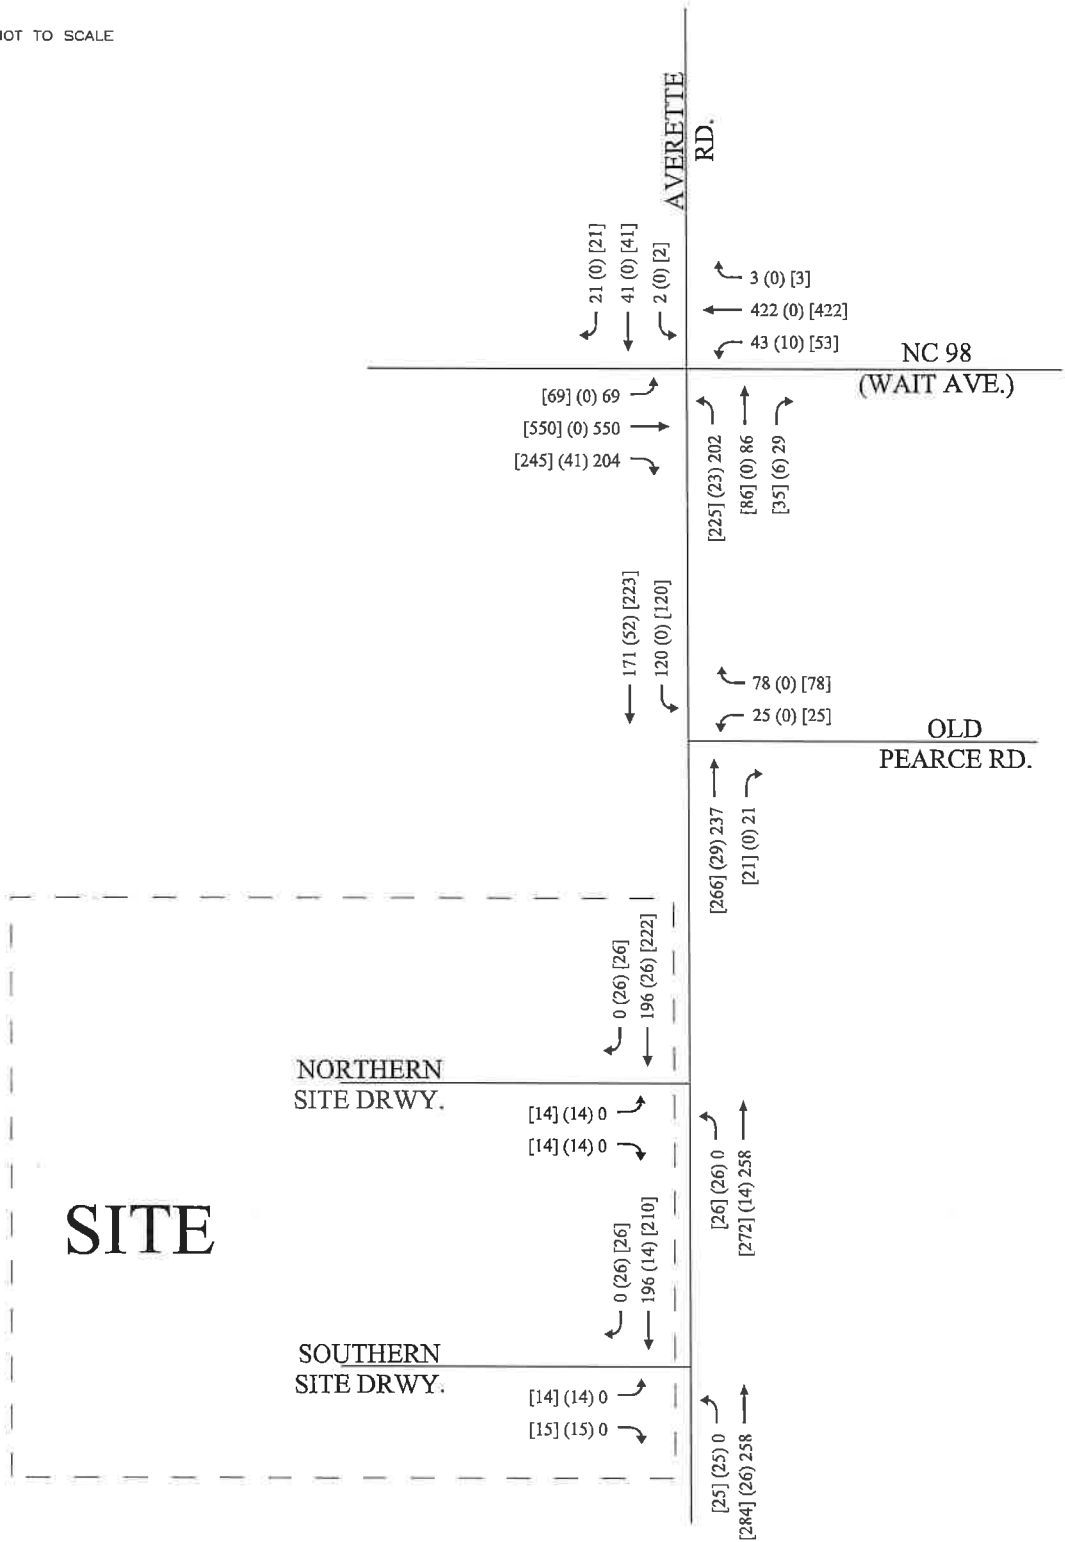 NOT TO SCALE
AVERETTE
RD.
21 (0) [21]
41 (0) [41]
2 (0) [2]
3 (0) [3]
422 (0) [422]
43 (10) [53]
NC 98
(WAIT AVE.)
[69] (0) 69
[550] (0) 550
[245] (41) 204
[225] (23) 202
[86] (0) 86
[35] (6) 29
171 (52) [223]
120 (0) [120]
78 (0) [78]
25 (0) [25]
OLD
PEARCE RD.
[266] (29) 237
[21] (0) 21
0 (26) [26]
196 (26) [222]
NORTHERN
SITE DRWY.
[14] (14) 0
[14] (14) 0
[26] (26) 0
[272] (14) 258
SITE
0 (26) [26]
196 (14) [210]
SOUTHERN
SITE DRWY.
[14] (14) 0
[15] (15) 0
[25] (25) 0
[284] (26) 258